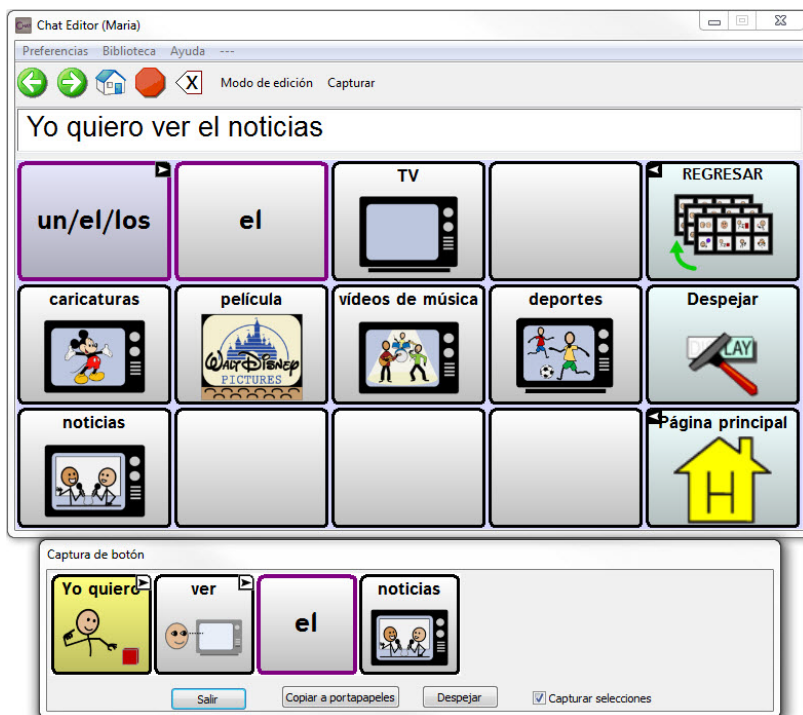 Chat Editor (Maria)
Preferencias Biblioteca Ayuda ---
X Modo de edición Capturar
Yo quiero ver el noticias
un/el/los
el
TV
REGRESAR
caricaturas
película
WALT DISNEY
PICTURES
vídeos de música
deportes
Despejar
DISPLAY
noticias
Página principal
H
Captura de botón
Yo quiero
ver
el
noticias
Salir
Copiar a portapapeles
Despejar
Capturar selecciones